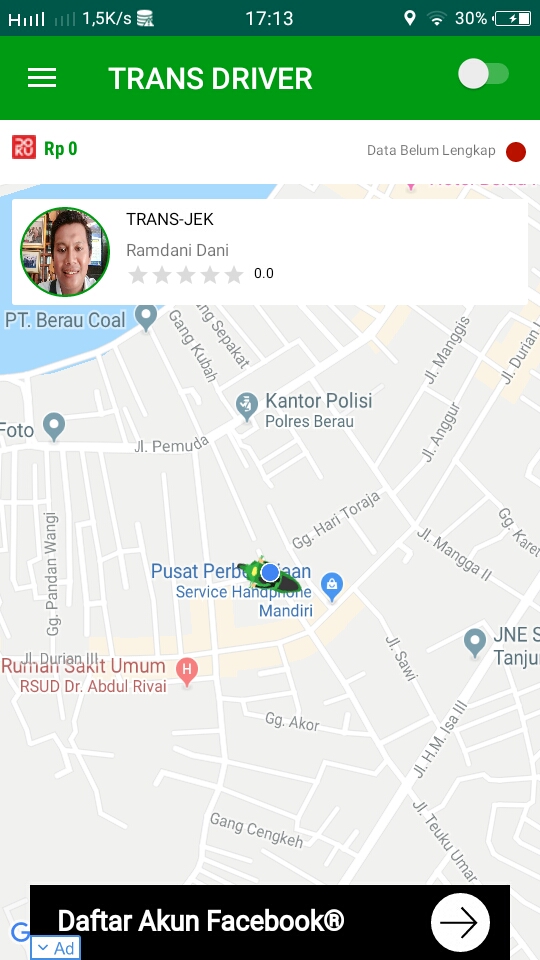 1,5K/s
17:13
30%
TRANS DRIVER
DOKU
Rp 0
Data Belum Lengkap
TRANS-JEK
Ramdani Dani
0.0
PT. Berau Coal
Gang Kubah
Gang Sepakat
Jl. Manggis
Jl. Durian I
Foto
Kantor Polisi
Polres Berau
Jl. Anggur
Jl. Pemuda
Gg. Hari Toraja
Gg. Karet
Gg. Pandan Wangi
Jl. Mangga II
Pusat
Service Handphone
Mandiri
JNE S
Tanju
Jl. Sawi
Jl. Durian III
Rumah Sakit Umum
H
RSUD Dr. Abdul Rivai
Gg. Akor
Jl. H.M. Isa III
Jl. Teuku Umar
Gang Cengkeh
Daftar Akun Facebook®
G
Ad